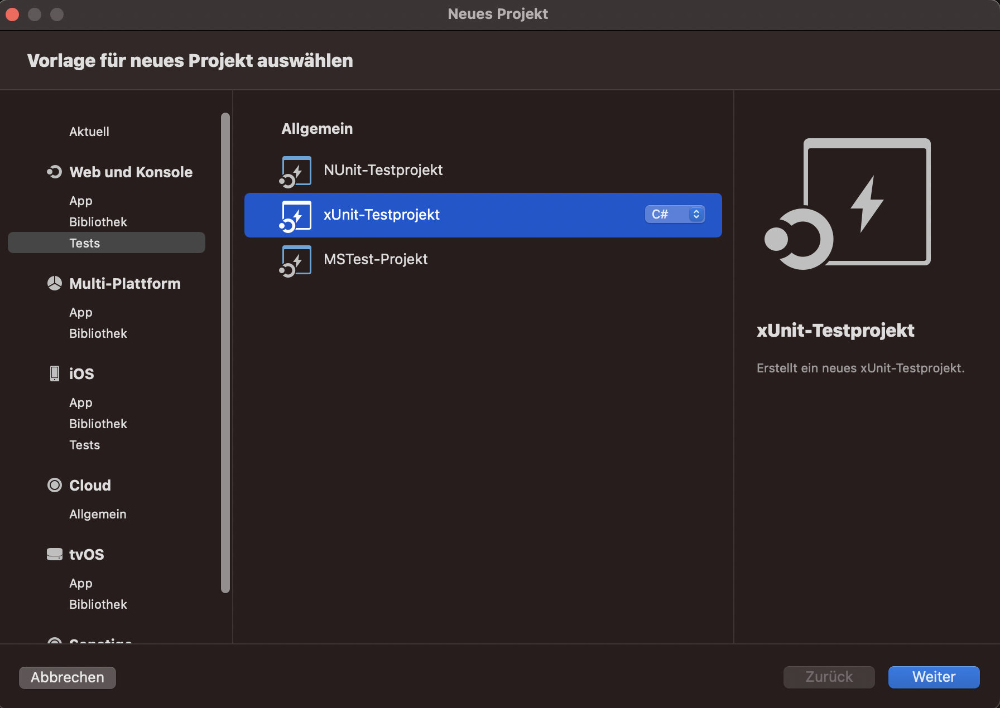 Neues Projekt
Vorlage für neues Projekt auswählen
Aktuell
Web und Konsole
App
Bibliothek
Tests
Multi-Plattform
App
Bibliothek
iOS
App
Bibliothek
Tests
Cloud
Allgemein
tvOS
App
Bibliothek
Sonstige
Allgemein
NUnit-Testprojekt
xUnit-Testprojekt C#
MSTest-Projekt
xUnit-Testprojekt
Erstellt ein neues xUnit-Testprojekt.
Abbrechen
Zurück
Weiter